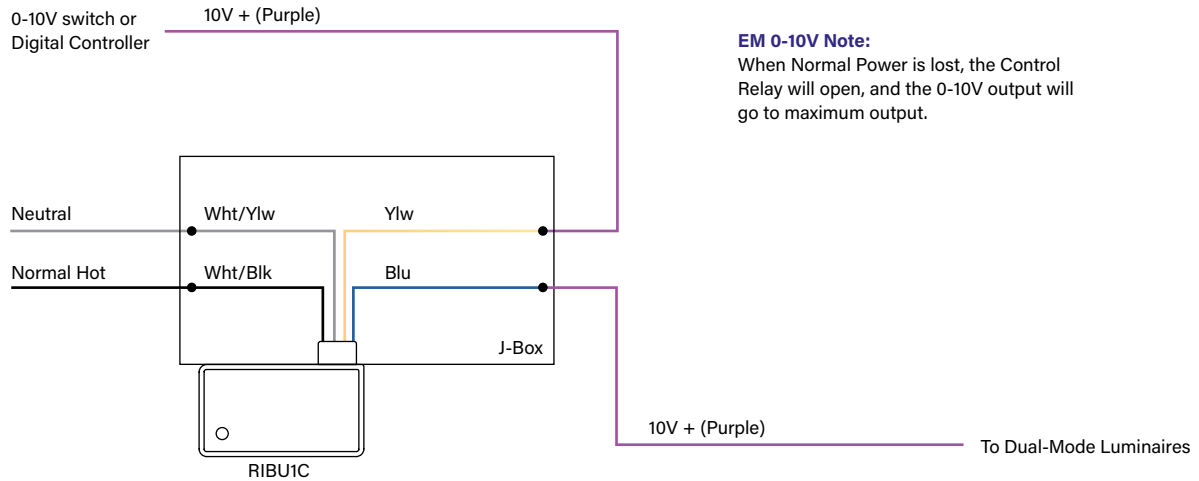 0-10V switch or
Digital Controller
10V + (Purple)
EM 0-10V Note:
When Normal Power is lost, the Control
Relay will open, and the 0-10V output will
go to maximum output.
Neutral
Wht/Ylw
Ylw
Normal Hot
Wht/Blk
Blu
J-Box
10V + (Purple)
To Dual-Mode Luminaires
RIBU1C